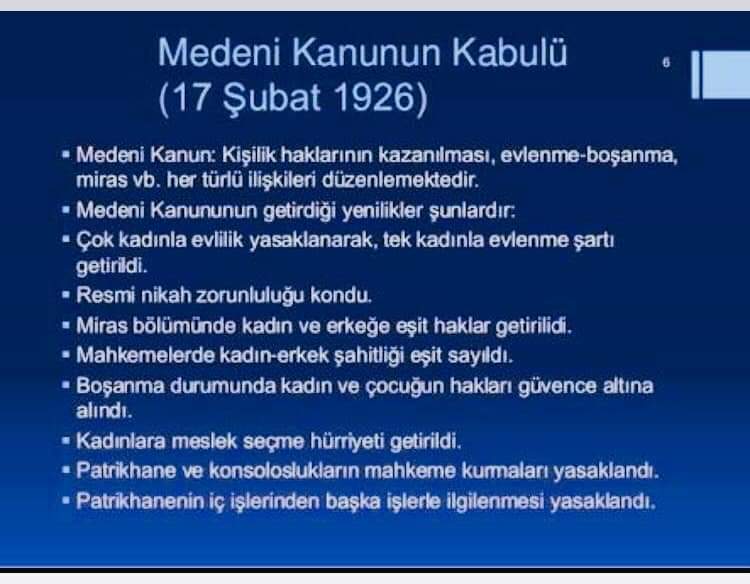 Medeni Kanunun Kabulü
(17 Şubat 1926)
6
▪ Medeni Kanun: Kişilik haklarının kazanılması, evlenme-boşanma,
miras vb. her türlü ilişkileri düzenlemektedir.
▪ Medeni Kanununun getirdiği yenilikler şunlardır:
▪ Çok kadınla evlilik yasaklanarak, tek kadınla evlenme şartı
getirildi.
▪ Resmi nikah zorunluluğu kondu.
▪ Miras bölümünde kadın ve erkeğe eşit haklar getirilidi.
▪ Mahkemelerde kadın-erkek şahitliği eşit sayıldı.
▪ Boşanma durumunda kadın ve çocuğun hakları güvence altına
alındı.
▪ Kadınlara meslek seçme hürriyeti getirildi.
▪ Patrikhane ve konsoloslukların mahkeme kurmaları yasaklandı.
▪ Patrikhanenin iç işlerinden başka işlerle ilgilenmesi yasaklandı.